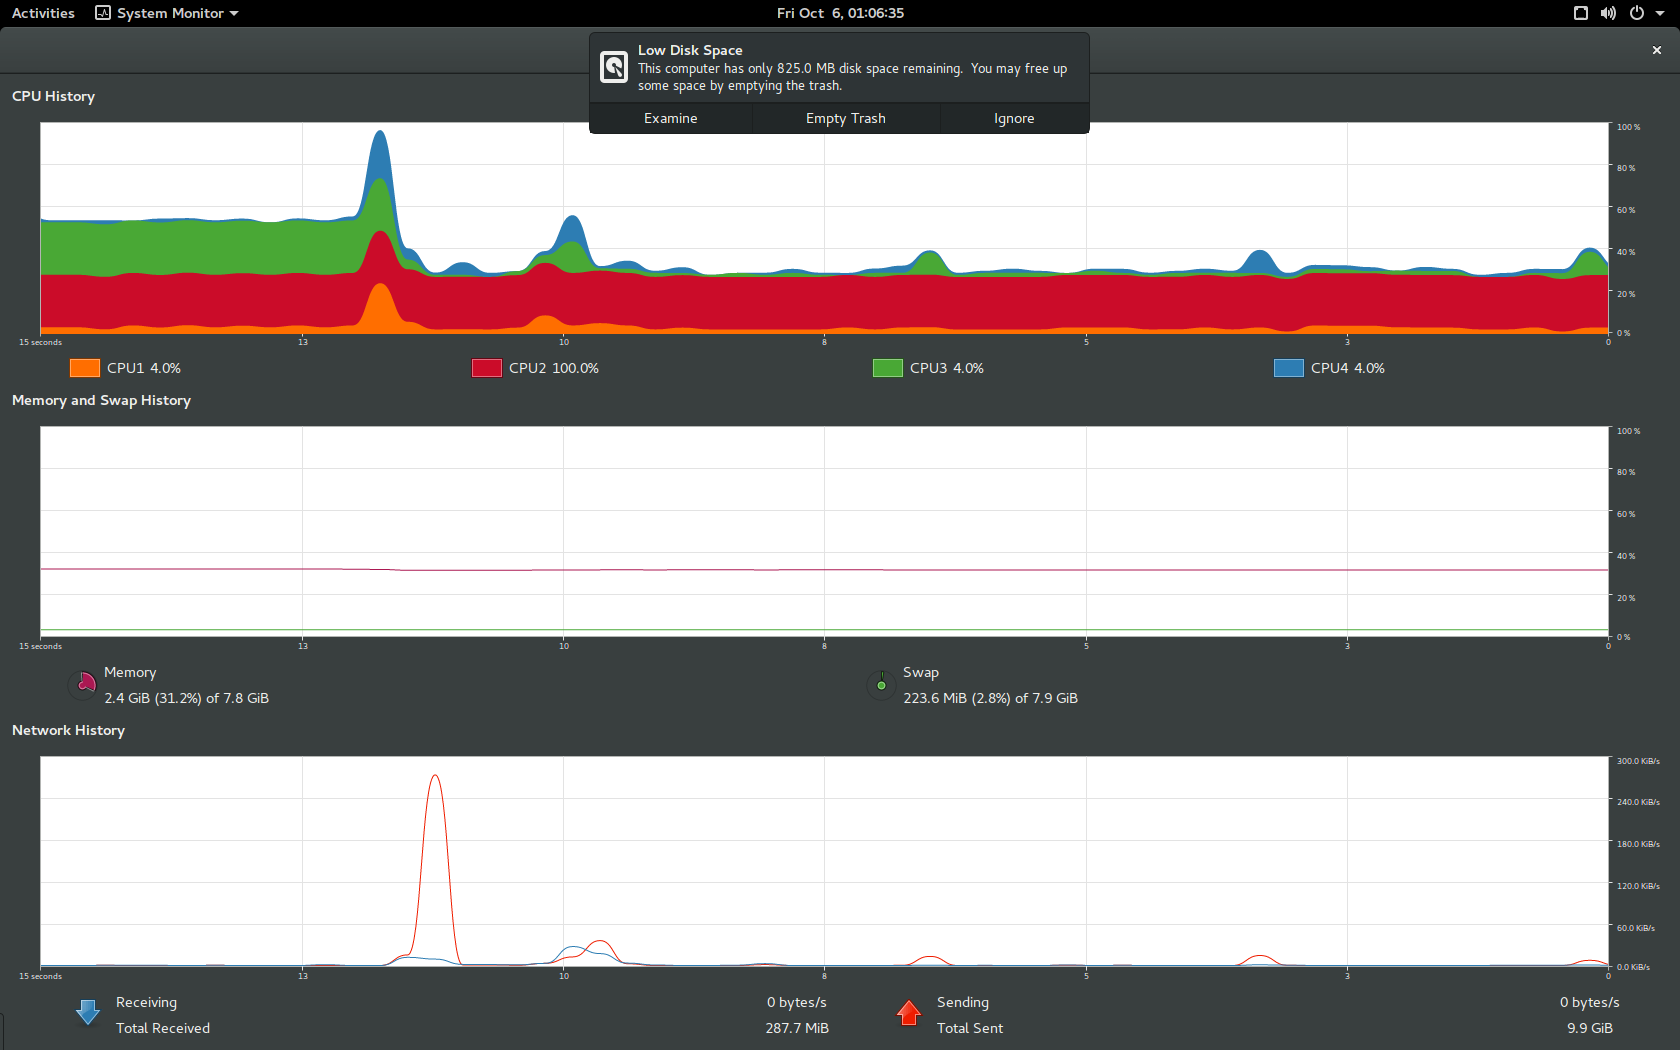 Activities System Monitor Fri Oct 6, 01:06:35
Low Disk Space
This computer has only 825.0 MB disk space remaining. You may free up
some space by emptying the trash.
Examine Empty Trash Ignore
CPU History
100 %
80 %
60 %
40 %
20 %
0 %
15 seconds 13 10 8 5 3 0
CPU1 4.0% CPU2 100.0% CPU3 4.0% CPU4 4.0%
Memory and Swap History
100 %
80 %
60 %
40 %
20 %
0 %
15 seconds 13 10 8 5 3 0
Memory Swap
2.4 GiB (31.2%) of 7.8 GiB 223.6 MiB (2.8%) of 7.9 GiB
Network History
300.0 KiB/s
240.0 KiB/s
180.0 KiB/s
120.0 KiB/s
60.0 KiB/s
0.0 KiB/s
15 seconds 13 10 8 5 3 0
Receiving 0 bytes/s Sending 0 bytes/s
Total Received 287.7 MiB Total Sent 9.9 GiB